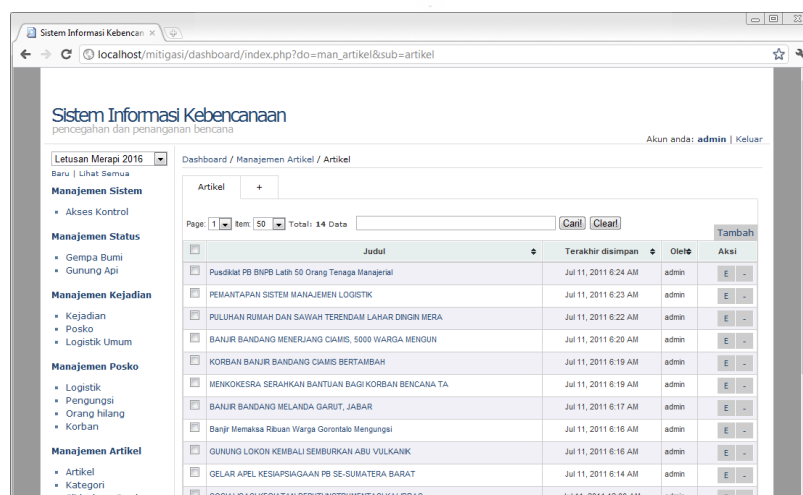 Sistem Informasi Kebencan
localhost/mitigasi/dashboard/index.php?do=man_artikel&sub=artikel
Sistem Informasi Kebencanaan
pencegahan dan penanganan bencana
Akun anda: admin | Keluar
Letusan Merapi 2016
Baru | Lihat Semua
Manajemen Sistem
Akses Kontrol
Manajemen Status
Gempa Bumi
Gunung Api
Manajemen Kejadian
Kejadian
Posko
Logistik Umum
Manajemen Posko
Logistik
Pengungsi
Orang hilang
Korban
Manajemen Artikel
Artikel
Kategori
Dashboard / Manajemen Artikel / Artikel
Artikel +
Page: 1 Item: 50 Total: 14 Data Cari! Clear!
Tambah
Judul Terakhir disimpan Oleh Aksi
Pusdiklat PB BNPB Latih 50 Orang Tenaga Manajerial Jul 11, 2011 6:24 AM admin E -
PEMANTAPAN SISTEM MANAJEMEN LOGISTIK Jul 11, 2011 6:23 AM admin E -
PULUHAN RUMAH DAN SAWAH TERENDAM LAHAR DINGIN MERA Jul 11, 2011 6:22 AM admin E -
BANJIR BANDANG MENERJANG CIAMIS, 5000 WARGA MENGUN Jul 11, 2011 6:20 AM admin E -
KORBAN BANJIR BANDANG CIAMIS BERTAMBAH Jul 11, 2011 6:19 AM admin E -
MENKOKESRA SERAHKAN BANTUAN BAGI KORBAN BENCANA TA Jul 11, 2011 6:19 AM admin E -
BANJIR BANDANG MELANDA GARUT, JABAR Jul 11, 2011 6:17 AM admin E -
Banjir Memaksa Ribuan Warga Gorontalo Mengungsi Jul 11, 2011 6:16 AM admin E -
GUNUNG LOKON KEMBALI SEMBURKAN ABU VULKANIK Jul 11, 2011 6:16 AM admin E -
GELAR APEL KESIAPSIAGAAN PB SE-SUMATERA BARAT Jul 11, 2011 6:14 AM admin E -